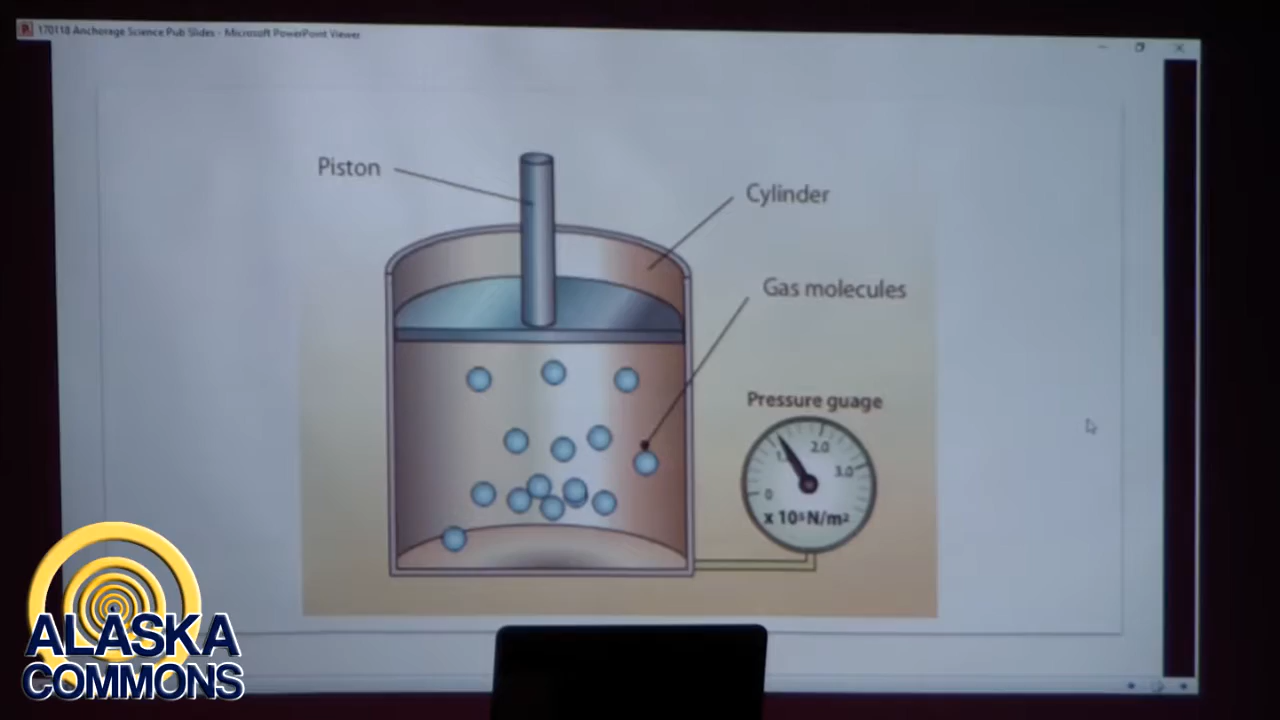 170118 Anchorage Science Pub Slides - Microsoft PowerPoint Viewer
Piston
Cylinder
Gas molecules
Pressure guage
2.0
3.0
0
x 10⁵ N/m²
ALASKA
COMMONS